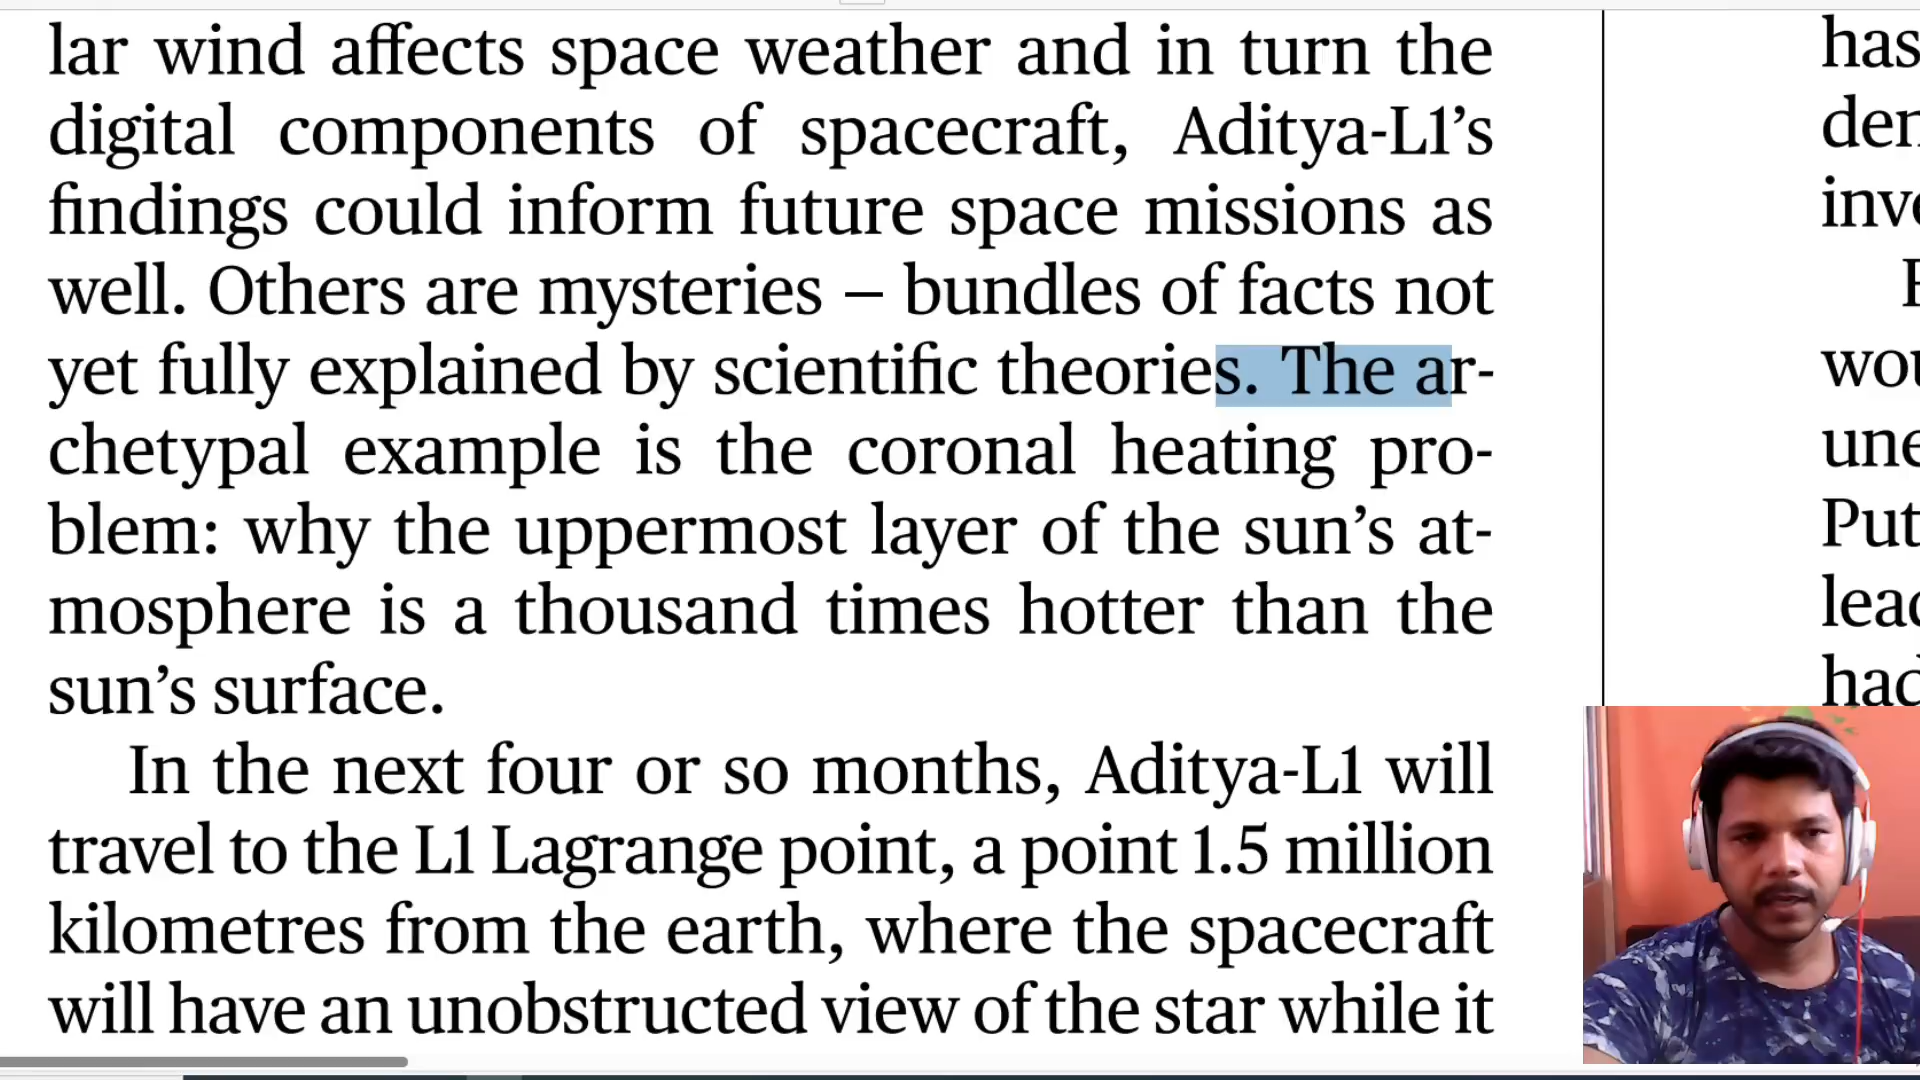 lar wind affects space weather and in turn the
digital components of spacecraft, Aditya-L1’s
findings could inform future space missions as
well. Others are mysteries – bundles of facts not
yet fully explained by scientific theories. The ar-
chetypal example is the coronal heating pro-
blem: why the uppermost layer of the sun’s at-
mosphere is a thousand times hotter than the
sun’s surface.
In the next four or so months, Aditya-L1 will
travel to the L1 Lagrange point, a point 1.5 million
kilometres from the earth, where the spacecraft
will have an unobstructed view of the star while it
has